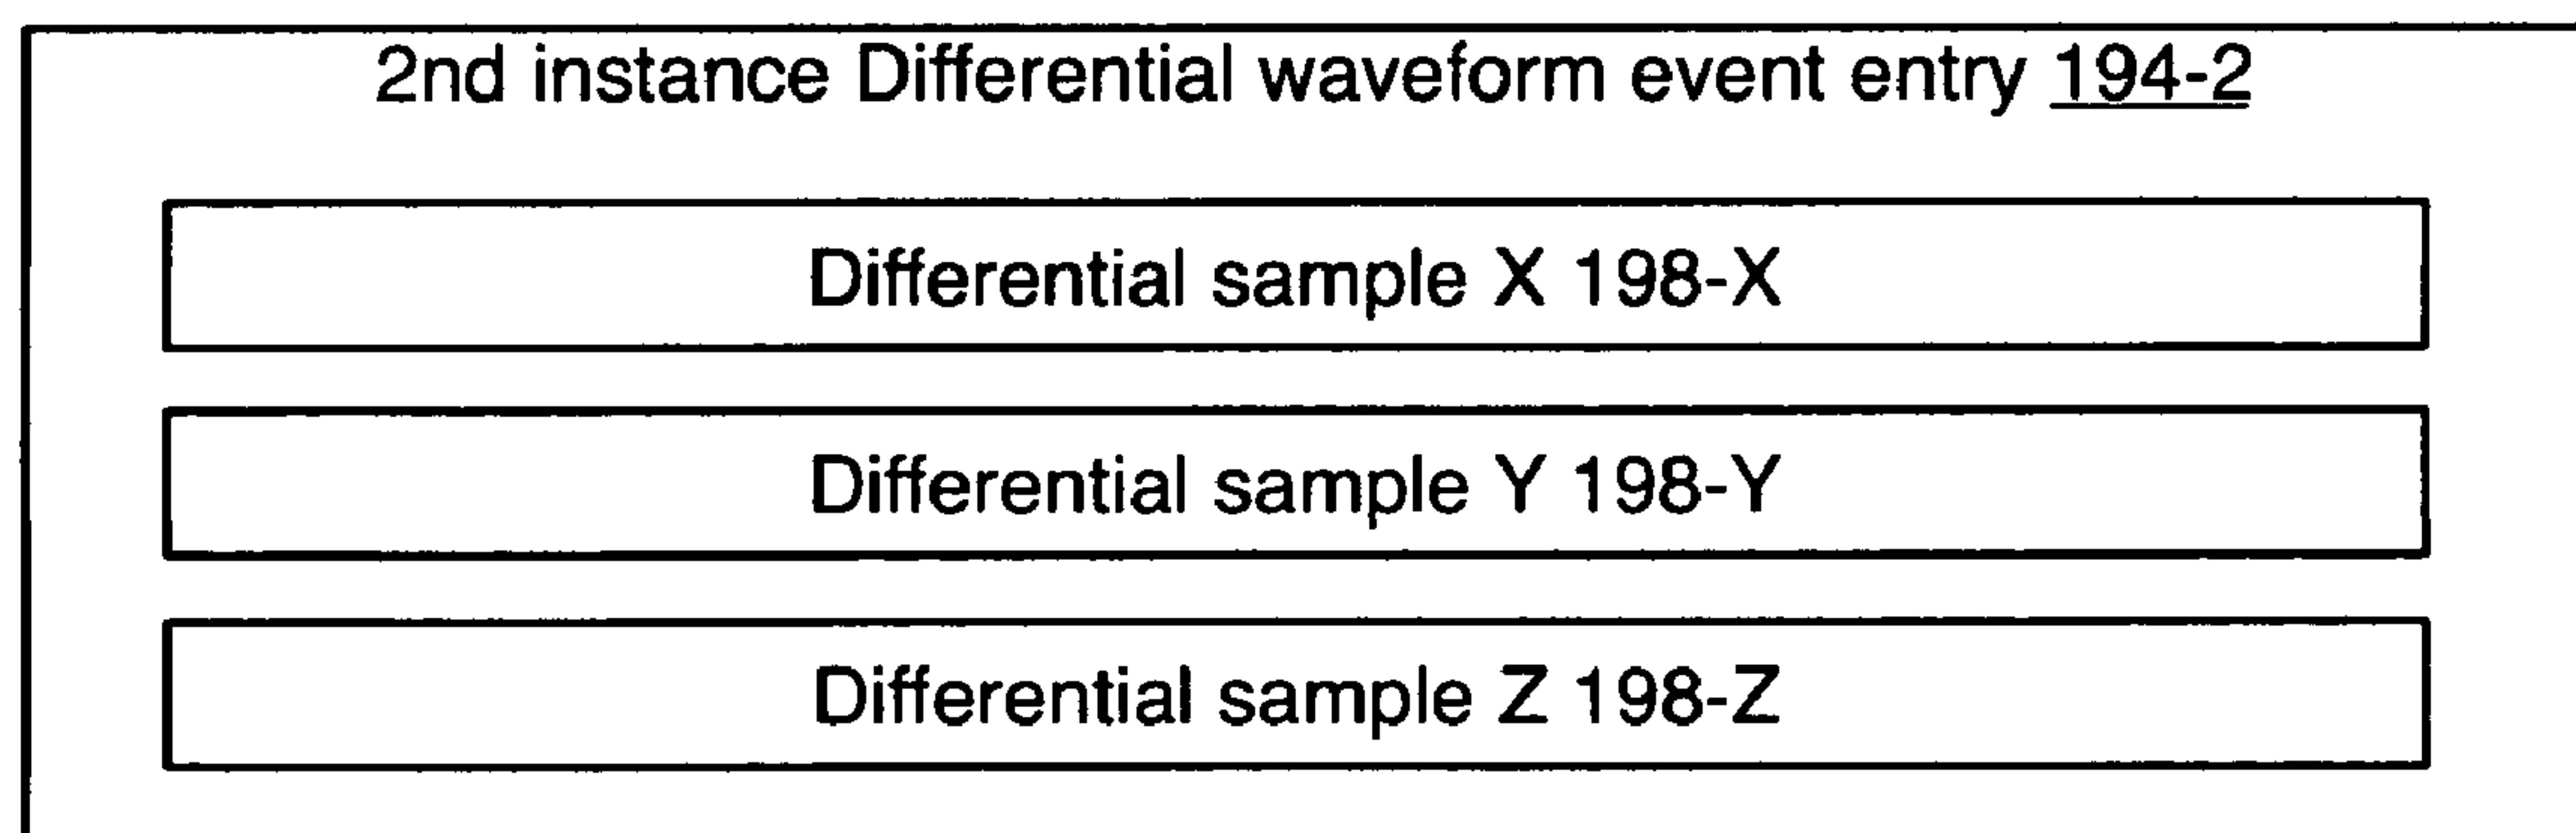 2nd instance Differential waveform event entry 194-2
Differential sample X 198-X
Differential sample Y 198-Y
Differential sample Z 198-Z